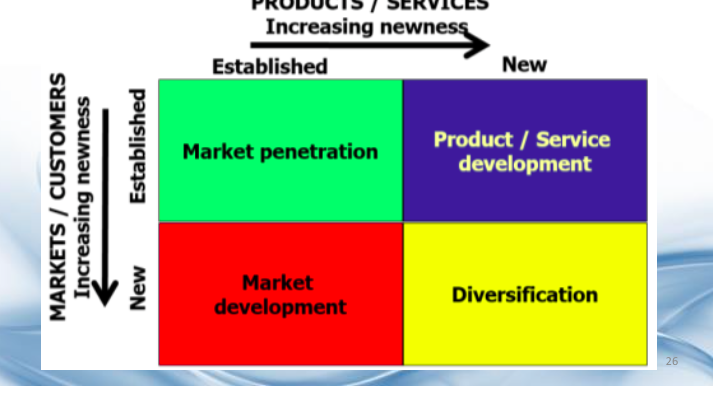 PRODUCTS / SERVICES
Increasing newness
Established
New
MARKETS / CUSTOMERS
Increasing newness
Established
New
Market penetration
Product / Service
development
Market
development
Diversification
26